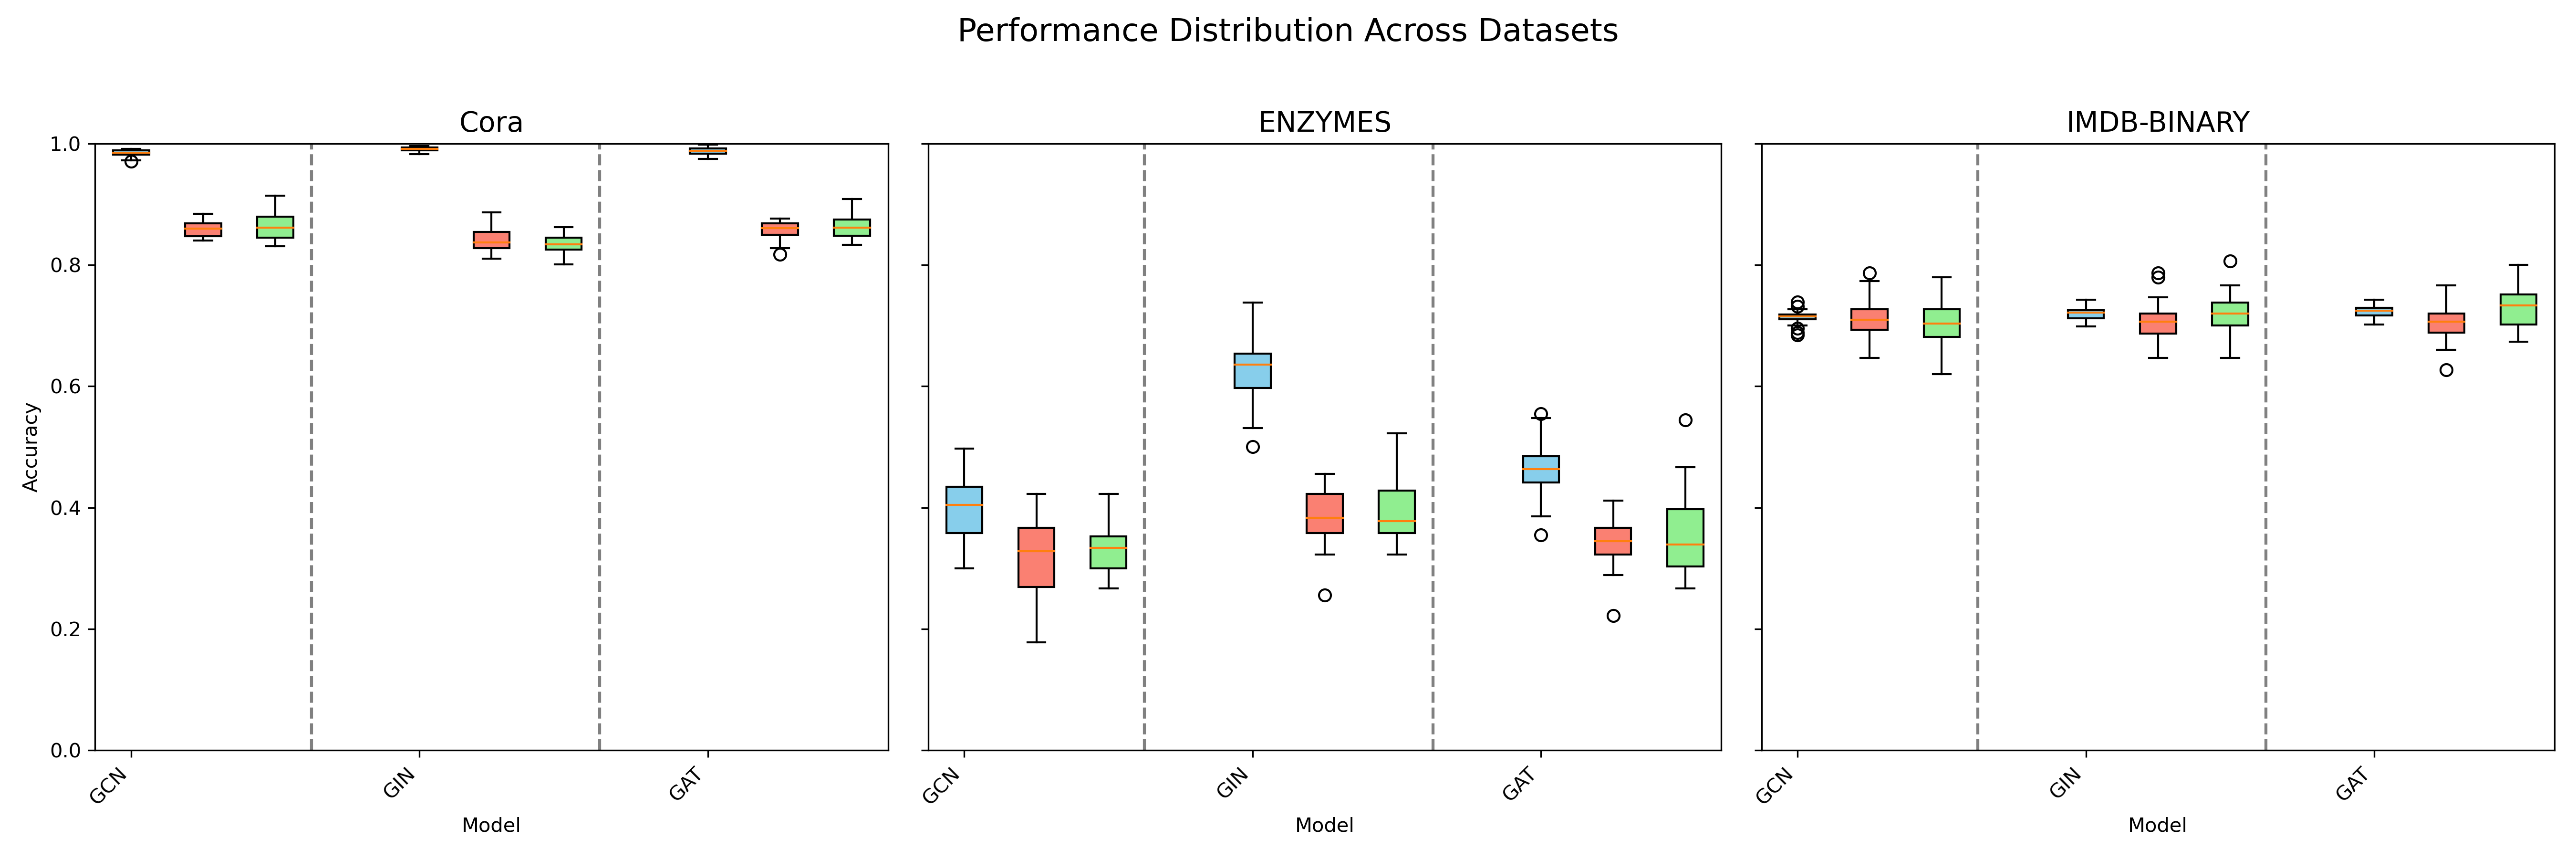 Performance Distribution Across Datasets
Cora
ENZYMES
IMDB-BINARY
Accuracy
1.0
0.8
0.6
0.4
0.2
0.0
GCN
GIN
GAT
GCN
GIN
GAT
GCN
GIN
GAT
Model
Model
Model